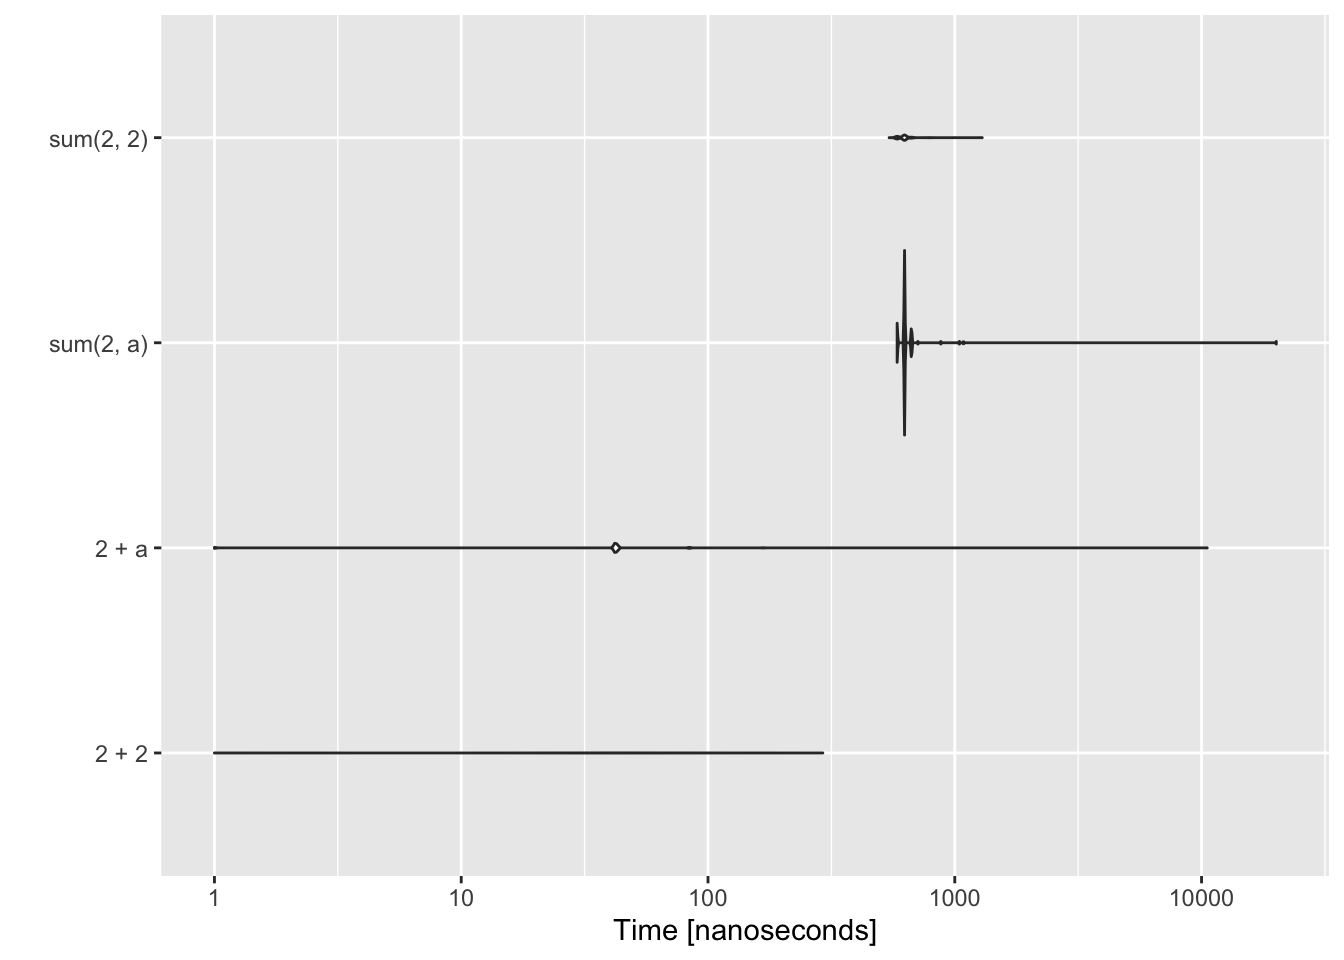 sum(2, 2)
sum(2, a)
2 + a
2 + 2
1 10 100 1000 10000
Time [nanoseconds]